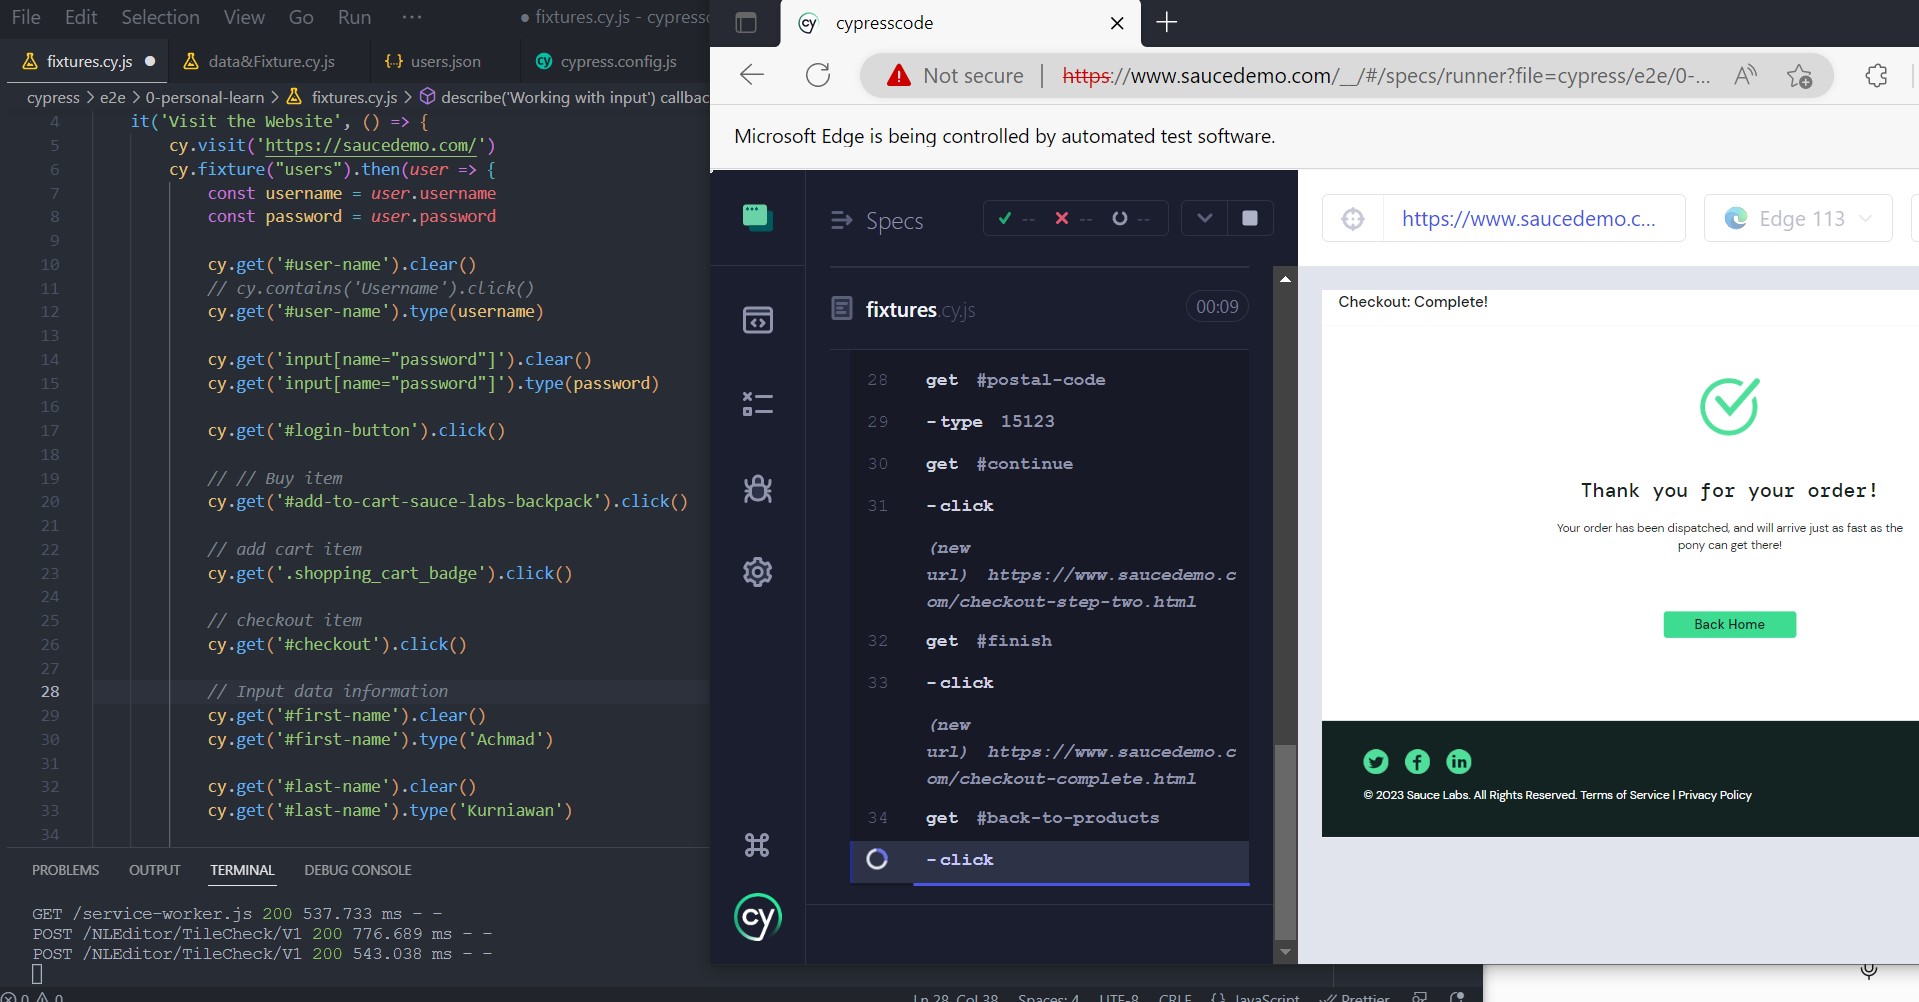 File Edit Selection View Go Run ··· ● fixtures.cy.js - cypressc
fixtures.cy.js ● data&Fixture.cy.js {} users.json cypress.config.js
cypress > e2e > 0-personal-learn > fixtures.cy.js > describe('Working with input') callbac
4 it('Visit the Website', () => {
5 cy.visit('https://saucedemo.com/')
6 cy.fixture("users").then(user => {
7 const username = user.username
8 const password = user.password
9
10 cy.get('#user-name').clear()
11 // cy.contains('Username').click()
12 cy.get('#user-name').type(username)
13
14 cy.get('input[name="password"]').clear()
15 cy.get('input[name="password"]').type(password)
16
17 cy.get('#login-button').click()
18
19 // // Buy item
20 cy.get('#add-to-cart-sauce-labs-backpack').click()
21
22 // add cart item
23 cy.get('.shopping_cart_badge').click()
24
25 // checkout item
26 cy.get('#checkout').click()
27
28 // Input data information
29 cy.get('#first-name').clear()
30 cy.get('#first-name').type('Achmad')
31
32 cy.get('#last-name').clear()
33 cy.get('#last-name').type('Kurniawan')
34
PROBLEMS OUTPUT TERMINAL DEBUG CONSOLE
GET /service-worker.js 200 537.733 ms - -
POST /NLEditor/TileCheck/V1 200 776.689 ms - -
POST /NLEditor/TileCheck/V1 200 543.038 ms - -
0 0
Ln 28, Col 38 Spaces: 4 UTF-8 CRLF {} JavaScript Prettier
cy cypresscode
Not secure | https://www.saucedemo.com/__/#/specs/runner?file=cypress/e2e/0-...
Microsoft Edge is being controlled by automated test software.
Specs -- -- --
fixtures.cy.js 00:09
28 get #postal-code
29 -type 15123
30 get #continue
31 -click
(new
url) https://www.saucedemo.c
om/checkout-step-two.html
32 get #finish
33 -click
(new
url) https://www.saucedemo.c
om/checkout-complete.html
34 get #back-to-products
-click
cy
https://www.saucedemo.c... Edge 113
Checkout: Complete!
Thank you for your order!
Your order has been dispatched, and will arrive just as fast as the
pony can get there!
Back Home
© 2023 Sauce Labs. All Rights Reserved. Terms of Service | Privacy Policy